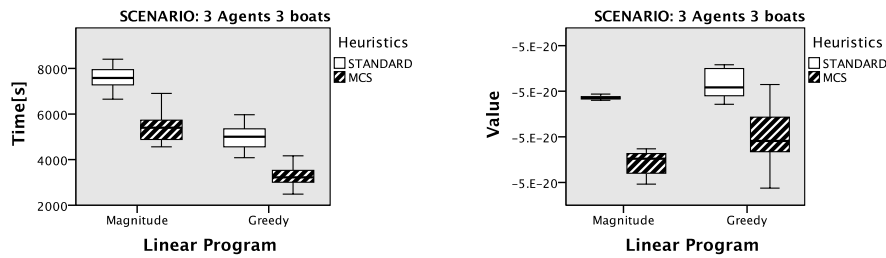 SCENARIO: 3 Agents 3 boats
Heuristics
STANDARD
MCS
8000
6000
4000
2000
Time[s]
Magnitude
Greedy
Linear Program
SCENARIO: 3 Agents 3 boats
Heuristics
STANDARD
MCS
-5.E-20
-5.E-20
-5.E-20
-5.E-20
Value
Magnitude
Greedy
Linear Program